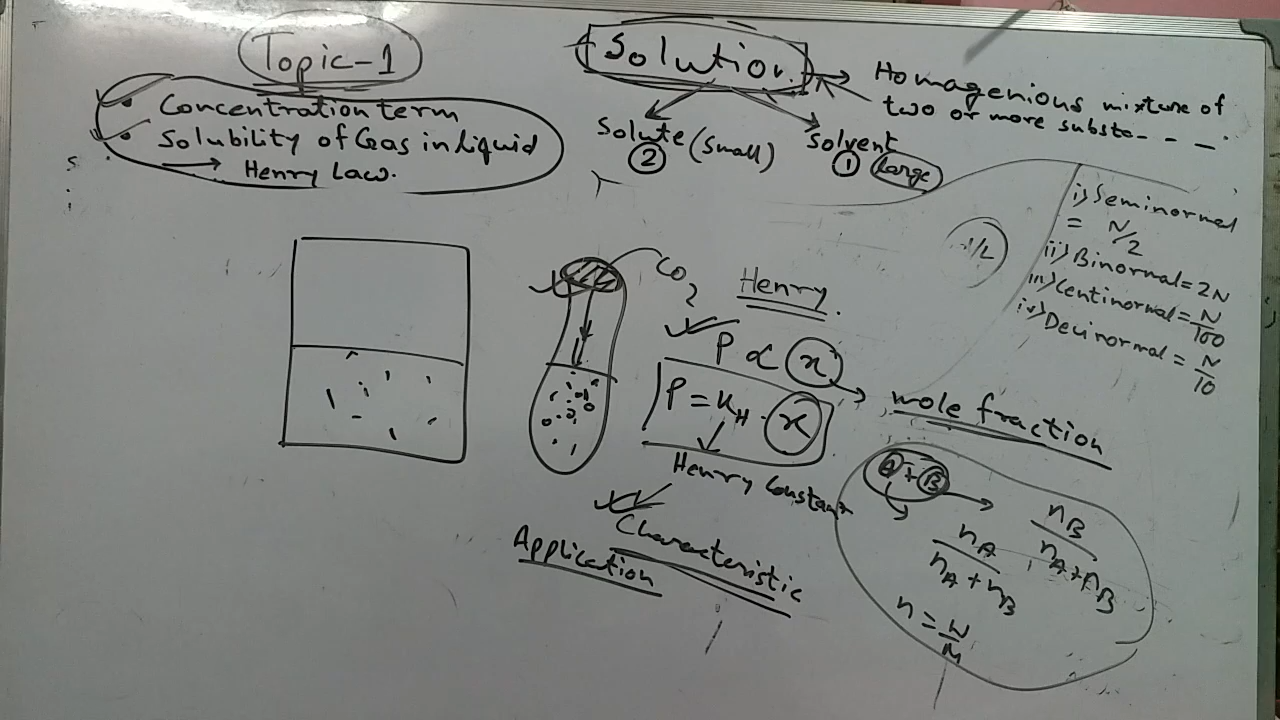 Topic-1
• Concentration term
• Solubility of Gas in Liquid
→ Henry Law.
Solution
→ Homagenious mixture of
two or more substa- - - -
Solute (small)
②
Solvent
① Large
i) Seminormal
= N/2
ii) Binormal = 2N
iii) Centinormal = N/100
iv) Decinormal = N/10
CO2
Henry.
P ∝ x
→ mole fraction
P = KH · x
Henry Constant
Characteristic
Application
A + B
nA/nA + nB , nB/nA + nB
n = W/M